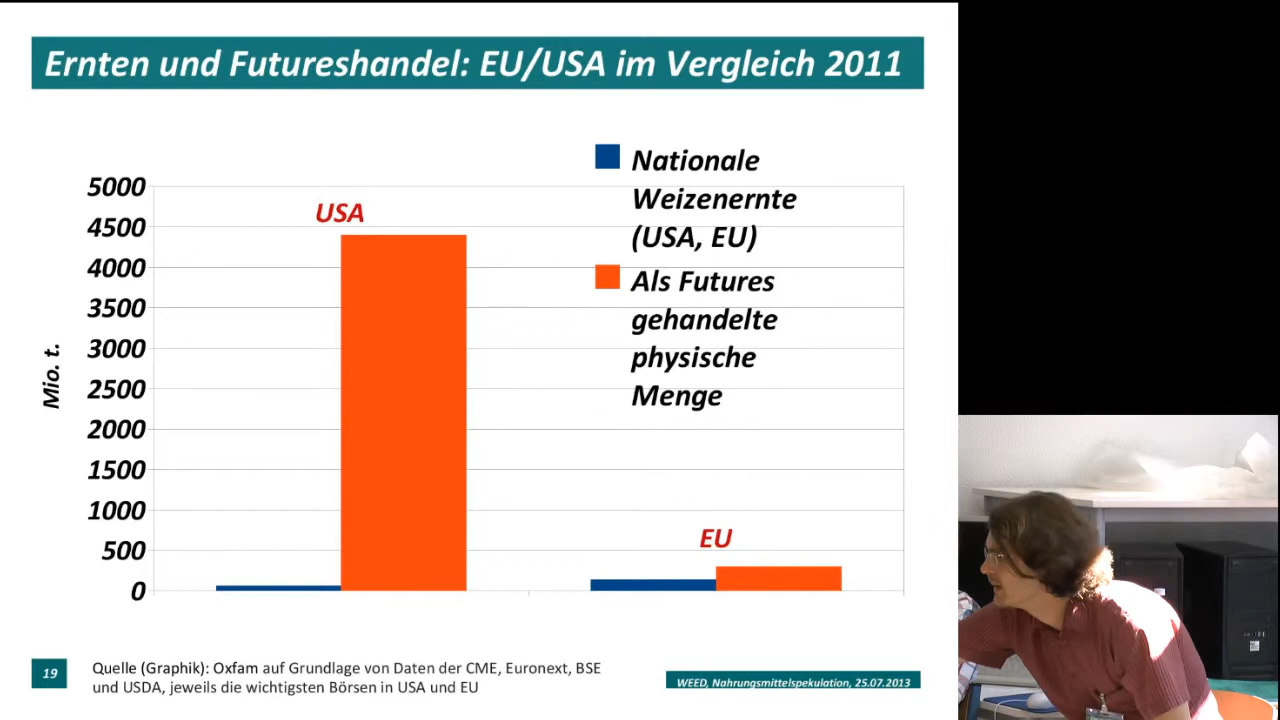 Ernten und Futureshandel: EU/USA im Vergleich 2011
Nationale
Weizenernte
(USA, EU)
Als Futures
gehandelte
physische
Menge
5000
4500
4000
3500
3000
2500
2000
1500
1000
500
0
Mio. t.
USA
EU
19
Quelle (Graphik): Oxfam auf Grundlage von Daten der CME, Euronext, BSE
und USDA, jeweils die wichtigsten Börsen in USA und EU
WEED, Nahrungsmittelspekulation, 25.07.2013